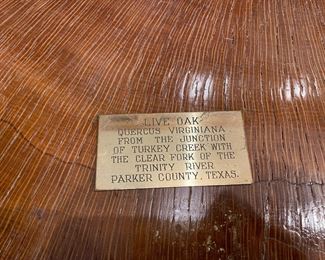 LIVE OAK
QUERCUS VIRGINIANA
FROM THE JUNCTION
OF TURKEY CREEK WITH
THE CLEAR FORK OF THE
TRINITY RIVER
PARKER COUNTY, TEXAS.